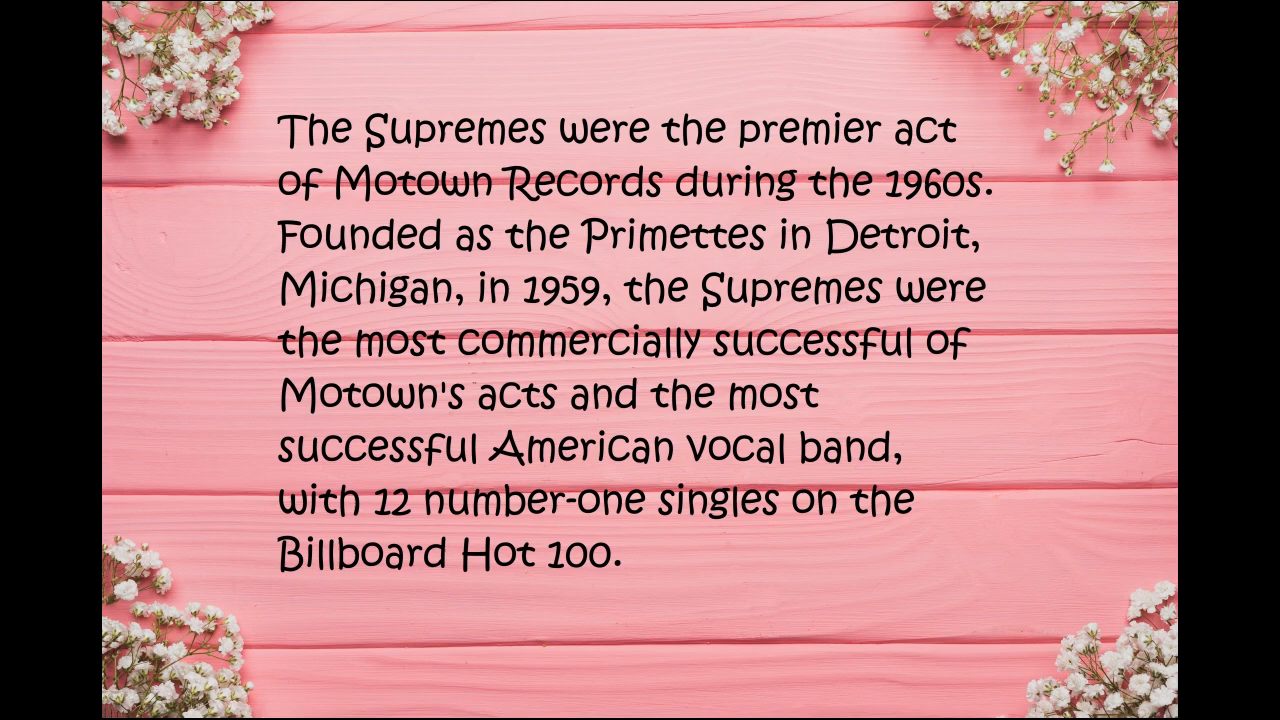 The Supremes were the premier act
of Motown Records during the 1960s.
Founded as the Primettes in Detroit,
Michigan, in 1959, the Supremes were
the most commercially successful of
Motown's acts and the most
successful American vocal band,
with 12 number-one singles on the
Billboard Hot 100.